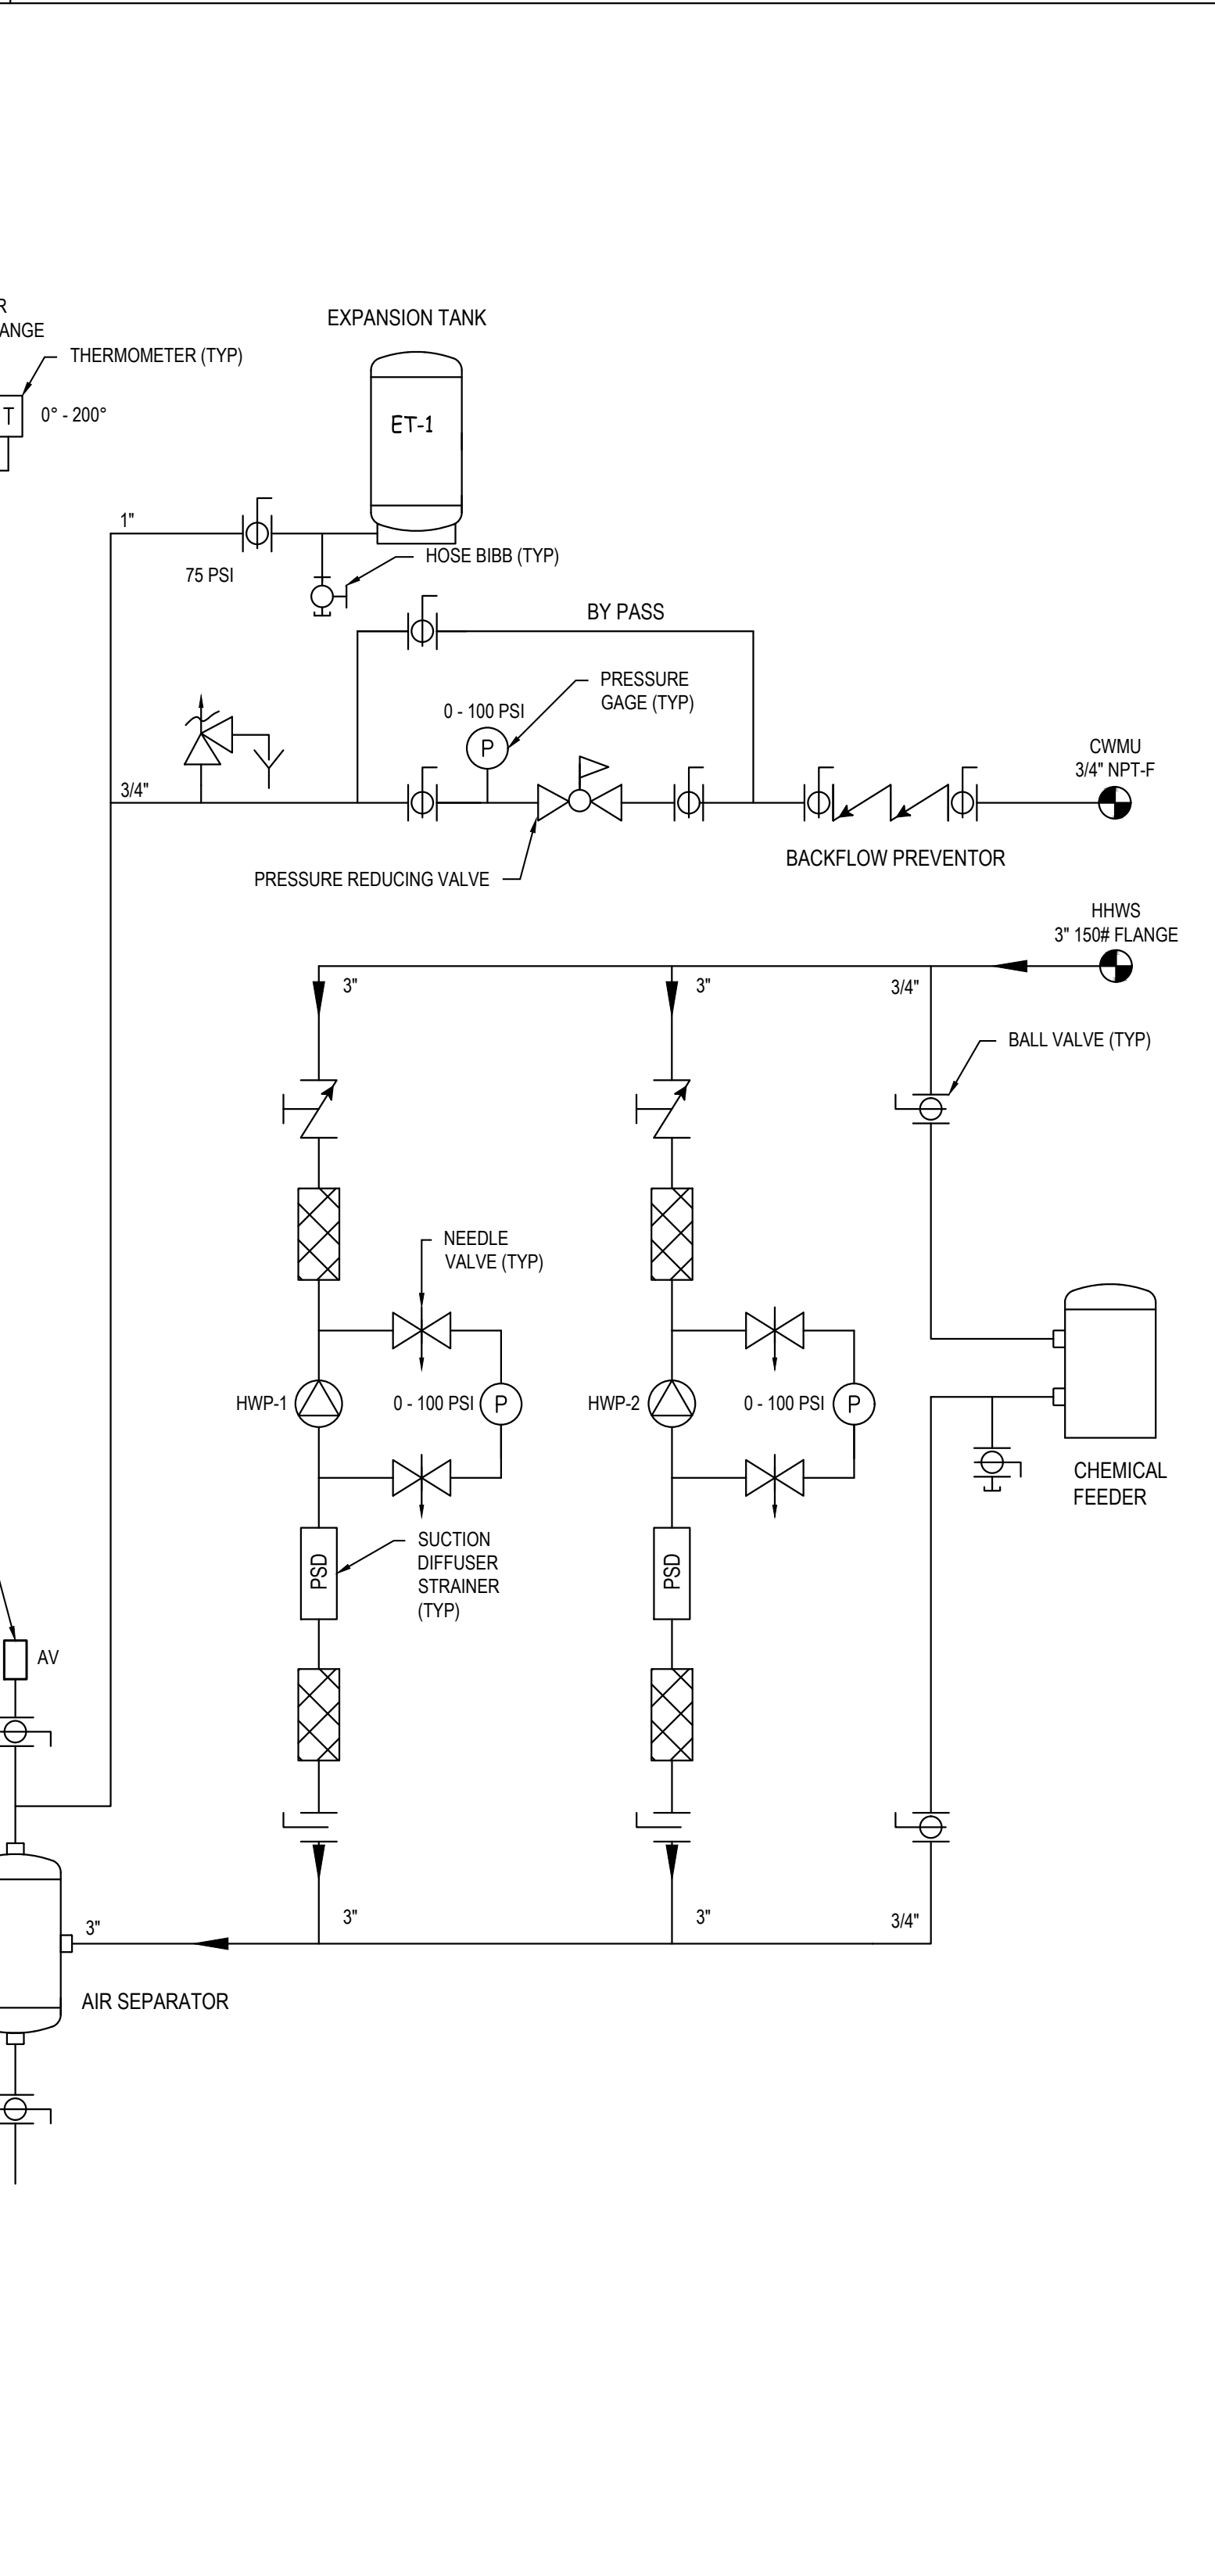 R
ANGE
THERMOMETER (TYP)
T
0° - 200°
EXPANSION TANK
ET-1
1"
75 PSI
HOSE BIBB (TYP)
BY PASS
PRESSURE
GAGE (TYP)
0 - 100 PSI
P
3/4"
CWMU
3/4" NPT-F
PRESSURE REDUCING VALVE
BACKFLOW PREVENTOR
HHWS
3" 150# FLANGE
3"
3"
3/4"
BALL VALVE (TYP)
NEEDLE
VALVE (TYP)
HWP-1
0 - 100 PSI
P
HWP-2
0 - 100 PSI
P
CHEMICAL
FEEDER
PSD
SUCTION
DIFFUSER
STRAINER
(TYP)
PSD
AV
3"
3"
3"
3/4"
AIR SEPARATOR